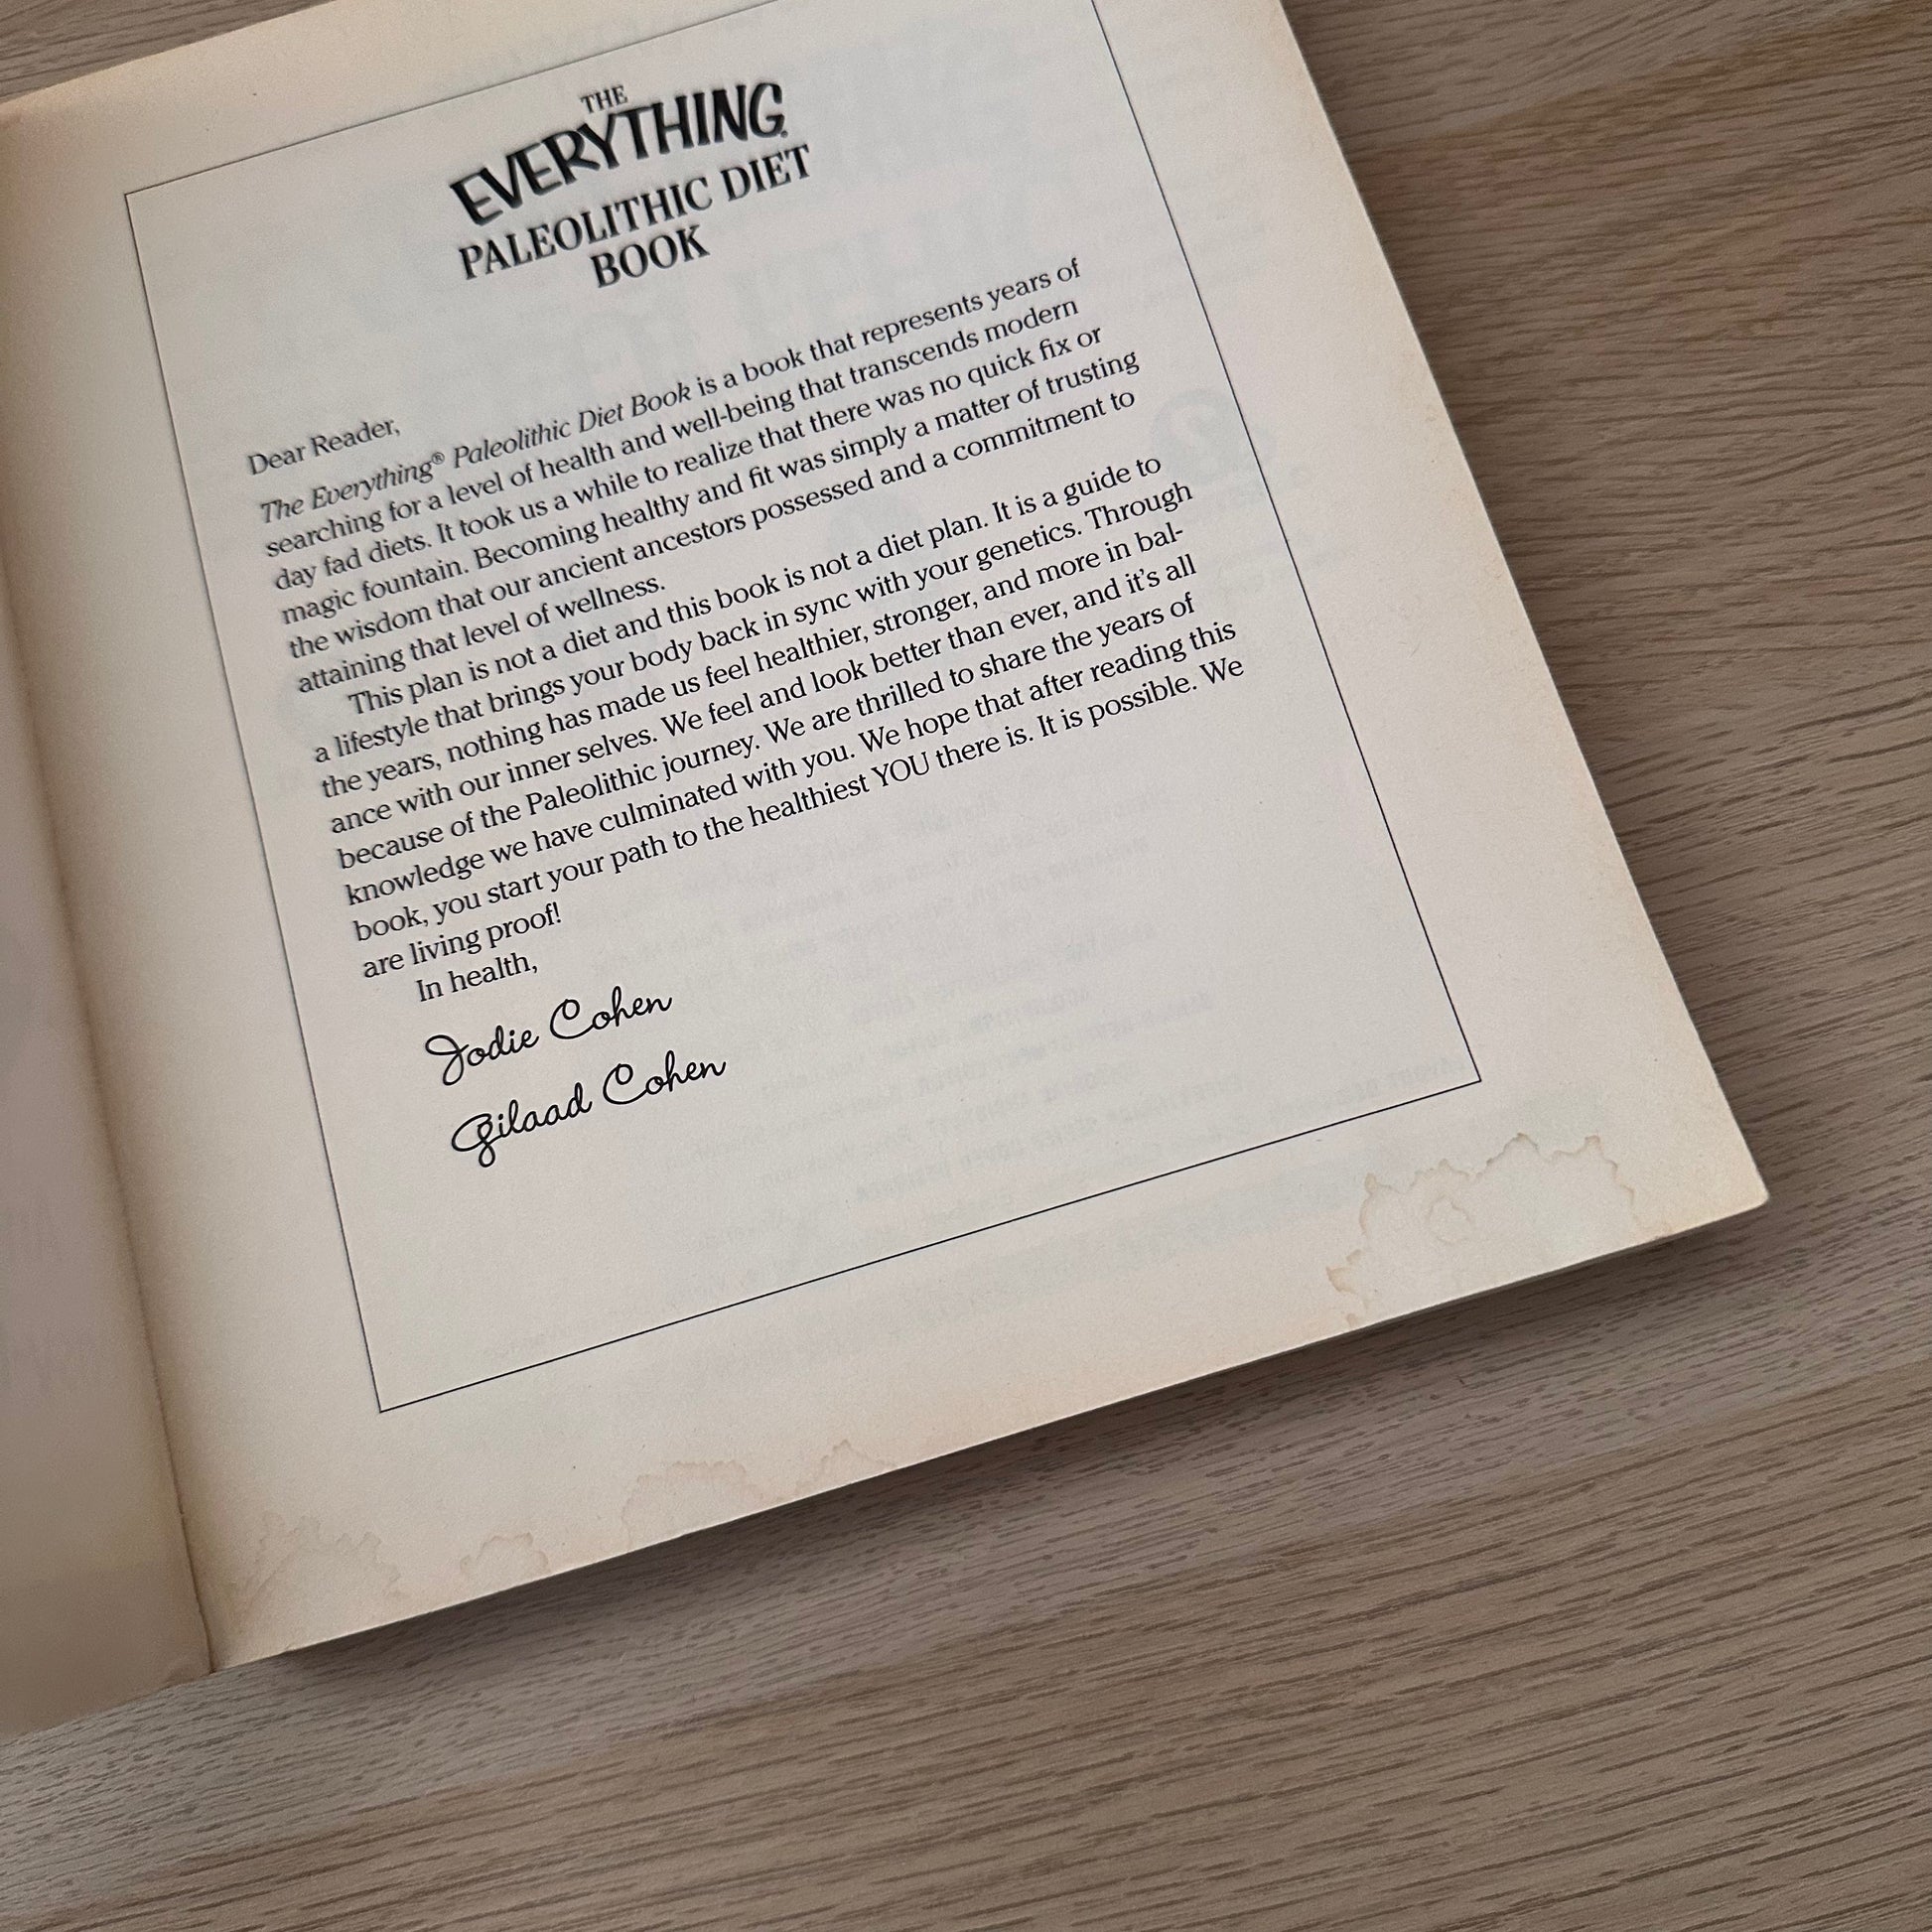 THE
EVERYTHING®
PALEOLITHIC DIET
BOOK
Dear Reader,
The Everything® Paleolithic Diet Book is a book that represents years of
searching for a level of health and well-being that transcends modern
day fad diets. It took us a while to realize that there was no quick fix or
magic fountain. Becoming healthy and fit was simply a matter of trusting
the wisdom that our ancient ancestors possessed and a commitment to
attaining that level of wellness.
This plan is not a diet and this book is not a diet plan. It is a guide to
a lifestyle that brings your body back in sync with your genetics. Through
the years, nothing has made us feel healthier, stronger, and more in bal-
ance with our inner selves. We feel and look better than ever, and it's all
because of the Paleolithic journey. We are thrilled to share the years of
knowledge we have culminated with you. We hope that after reading this
book, you start your path to the healthiest YOU there is. It is possible. We
are living proof!
In health,
Jodie Cohen
Gilaad Cohen